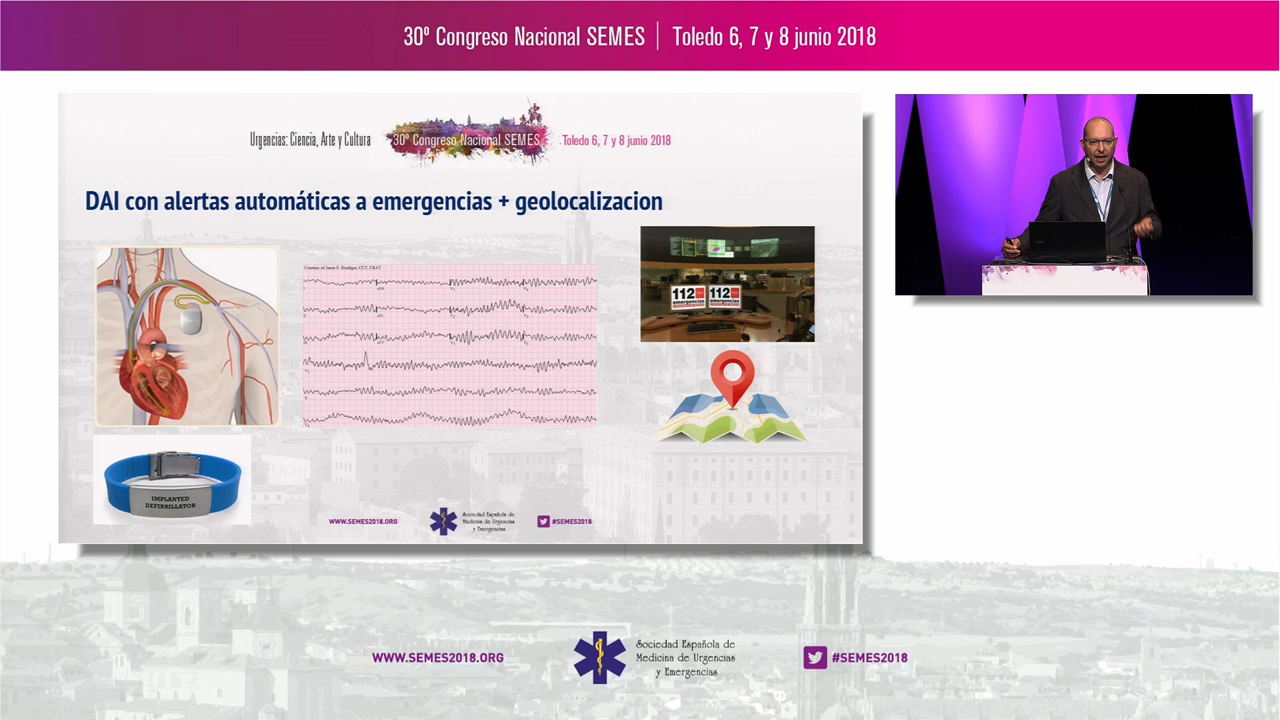 30º Congreso Nacional SEMES | Toledo 6, 7 y 8 junio 2018
Urgencias: Ciencia, Arte y Cultura
30º Congreso Nacional SEMES
Toledo 6, 7 y 8 junio 2018
DAI con alertas automáticas a emergencias + geolocalizacion
112
emergencias
112
emergencias
IMPLANTED
DEFIBRILLATOR
WWW.SEMES2018.ORG
Sociedad Española de
Medicina de Urgencias
y Emergencias
#SEMES2018
WWW.SEMES2018.ORG
Sociedad Española de
Medicina de Urgencias
y Emergencias
#SEMES2018